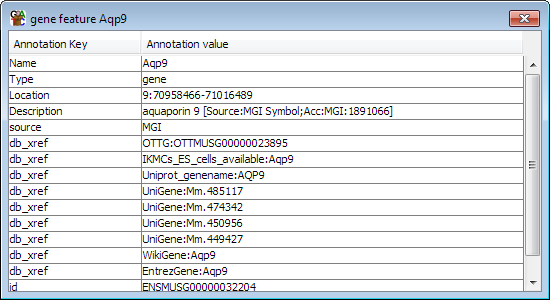 gene feature Aqp9
Annotation Key Annotation value
Name Aqp9
Type gene
Location 9:70958466-71016489
Description aquaporin 9 [Source:MGI Symbol;Acc:MGI:1891066]
source MGI
db_xref OTTG:OTTMUSG00000023895
db_xref IKMCs_ES_cells_available:Aqp9
db_xref Uniprot_genename:AQP9
db_xref UniGene:Mm.485117
db_xref UniGene:Mm.474342
db_xref UniGene:Mm.450956
db_xref UniGene:Mm.449427
db_xref WikiGene:Aqp9
db_xref EntrezGene:Aqp9
id ENSMUSG00000032204